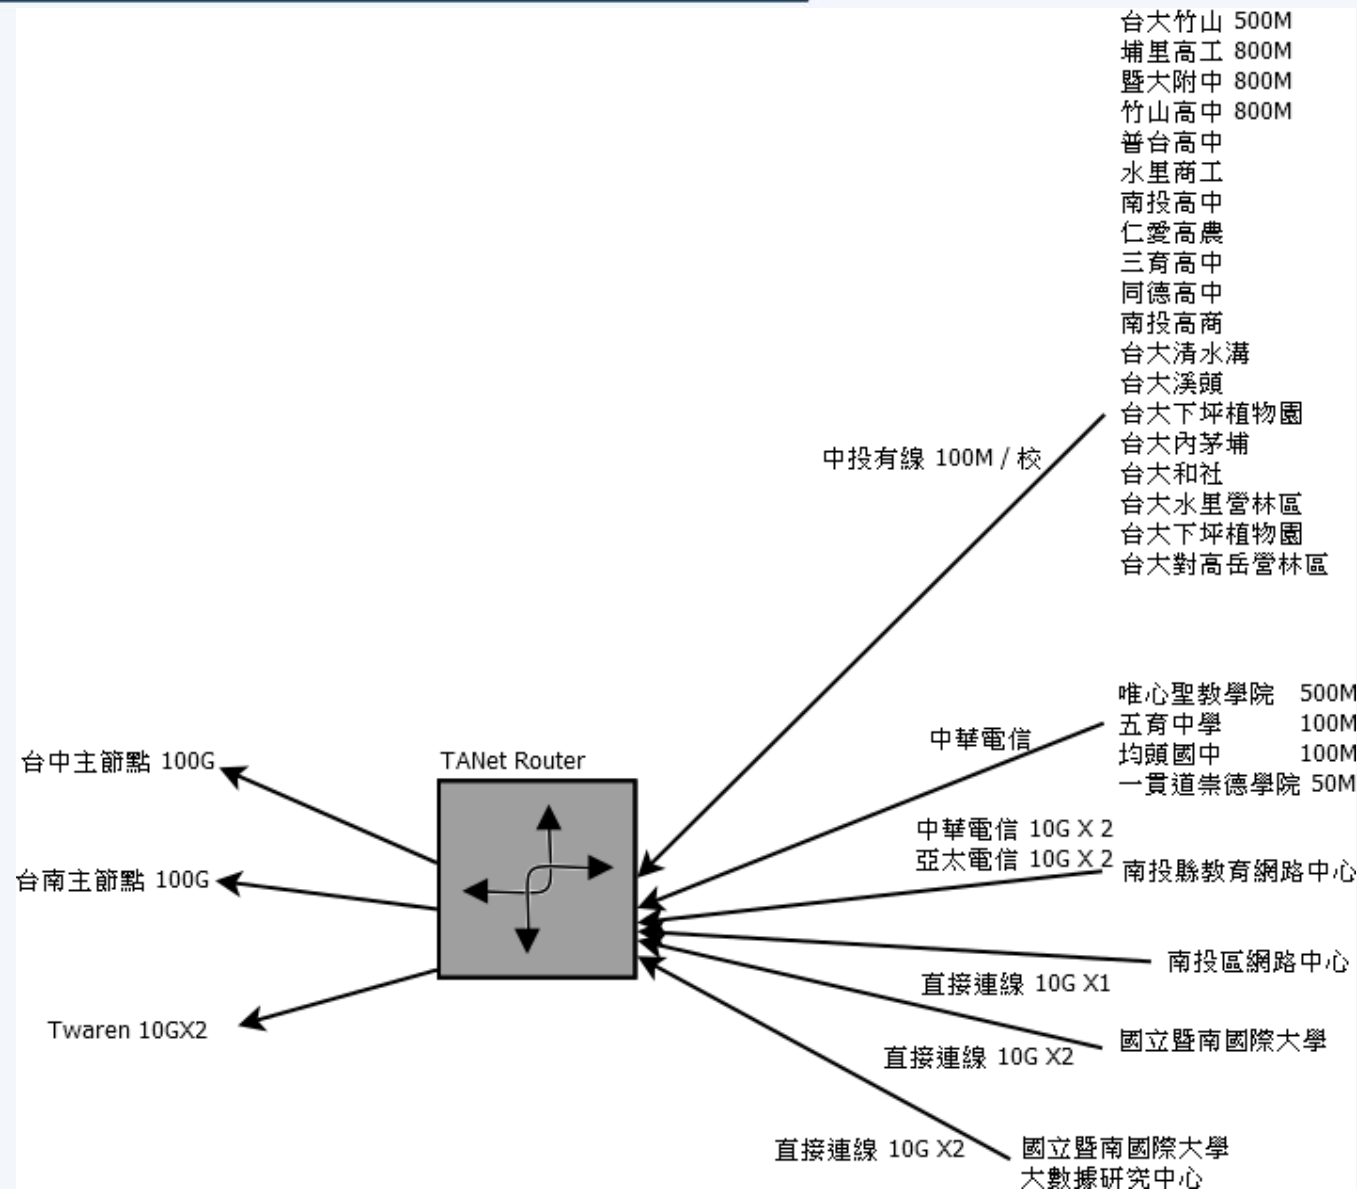 台大竹山 500M
埔里高工 800M
暨大附中 800M
竹山高中 800M
普台高中
水里商工
南投高中
仁愛高農
三育高中
同德高中
南投高商
台大清水溝
台大溪頭
台大下坪植物園
台大內茅埔
台大和社
台大水里營林區
台大下坪植物園
台大對高岳營林區
中投有線 100M / 校
唯心聖教學院 500M
五育中學 100M
均頭國中 100M
一貫道崇德學院 50M
中華電信
中華電信 10G X 2
亞太電信 10G X 2
南投縣教育網路中心
台中主節點 100G
TANet Router
台南主節點 100G
Twaren 10GX2
南投區網路中心
直接連線 10G X1
國立暨南國際大學
直接連線 10G X2
直接連線 10G X2
國立暨南國際大學
大數據研究中心